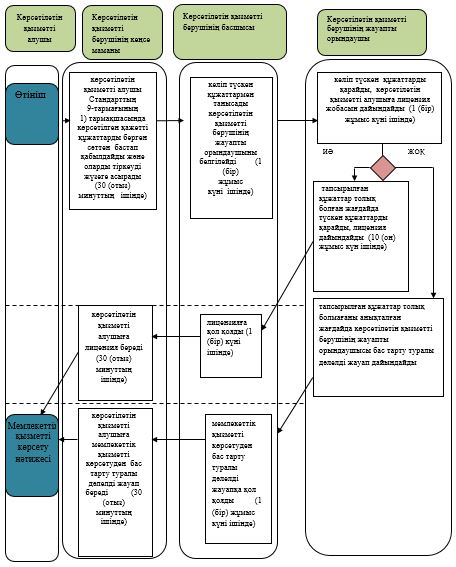 Көрсетілетін
қызметті
алушы
Көрсетілетін
қызметті
берушінің кеңсе
маманы
Көрсетілетін қызметті
берушінің басшысы
Көрсетілетін қызметті
берушінің жауапты
орындаушы
Өтініш
көрсетілетін
қызметті алушы
Стандарттың
9-тармағының
1) тармақшасында
көрсетілген қажетті
құжаттарды берген
сәттен бастап
қабылдайды және
оларды тіркеуді
жүзеге асырады
(30 (отыз)
минуттың ішінде)
келіп түскен
құжаттармен
танысады
көрсетілетін
қызметті
берушінің
жауапты
орындаушыны
белгілейді (1
(бір)
жұмыс
күні ішінде)
келіп түскен құжаттарды
қарайды, көрсетілетін
қызметті алушыға лицензия
жобасын дайындайды (1 (бір)
жұмыс күні ішінде)
ИӘ
ЖОҚ
тапсырылған
құжаттар толық
болған жағдайда
түскен құжаттарды
қарайды, лицензия
дайындайды (10 (он)
жұмыс күн ішінде)
көрсетілетін
қызметті
алушыға
лицензия береді
(30 (отыз)
минуттың
ішінде)
лицензияға
қол қояды (1
(бір) күні
ішінде)
тапсырылған құжаттар толық
болмағаны анықталған
жағдайда көрсетілетін қызметті
берушінің жауапты
орындаушысы бас тарту туралы
дәлелді жауап дайындайды
Мемлекеттік
қызметті
көрсету
нәтижесі
көрсетілетін
қызметті
алушыға
мемлекеттік
қызметті
көрсетуден бас
тарту туралы
дәлелді жауап
береді (30
(отыз)
минуттың
ішінде)
мемлекеттік
қызметті
көрсетуден
бас тарту
туралы
дәлелді
жауапқа қол
қояды (1
(бір) жұмыс
күні ішінде)